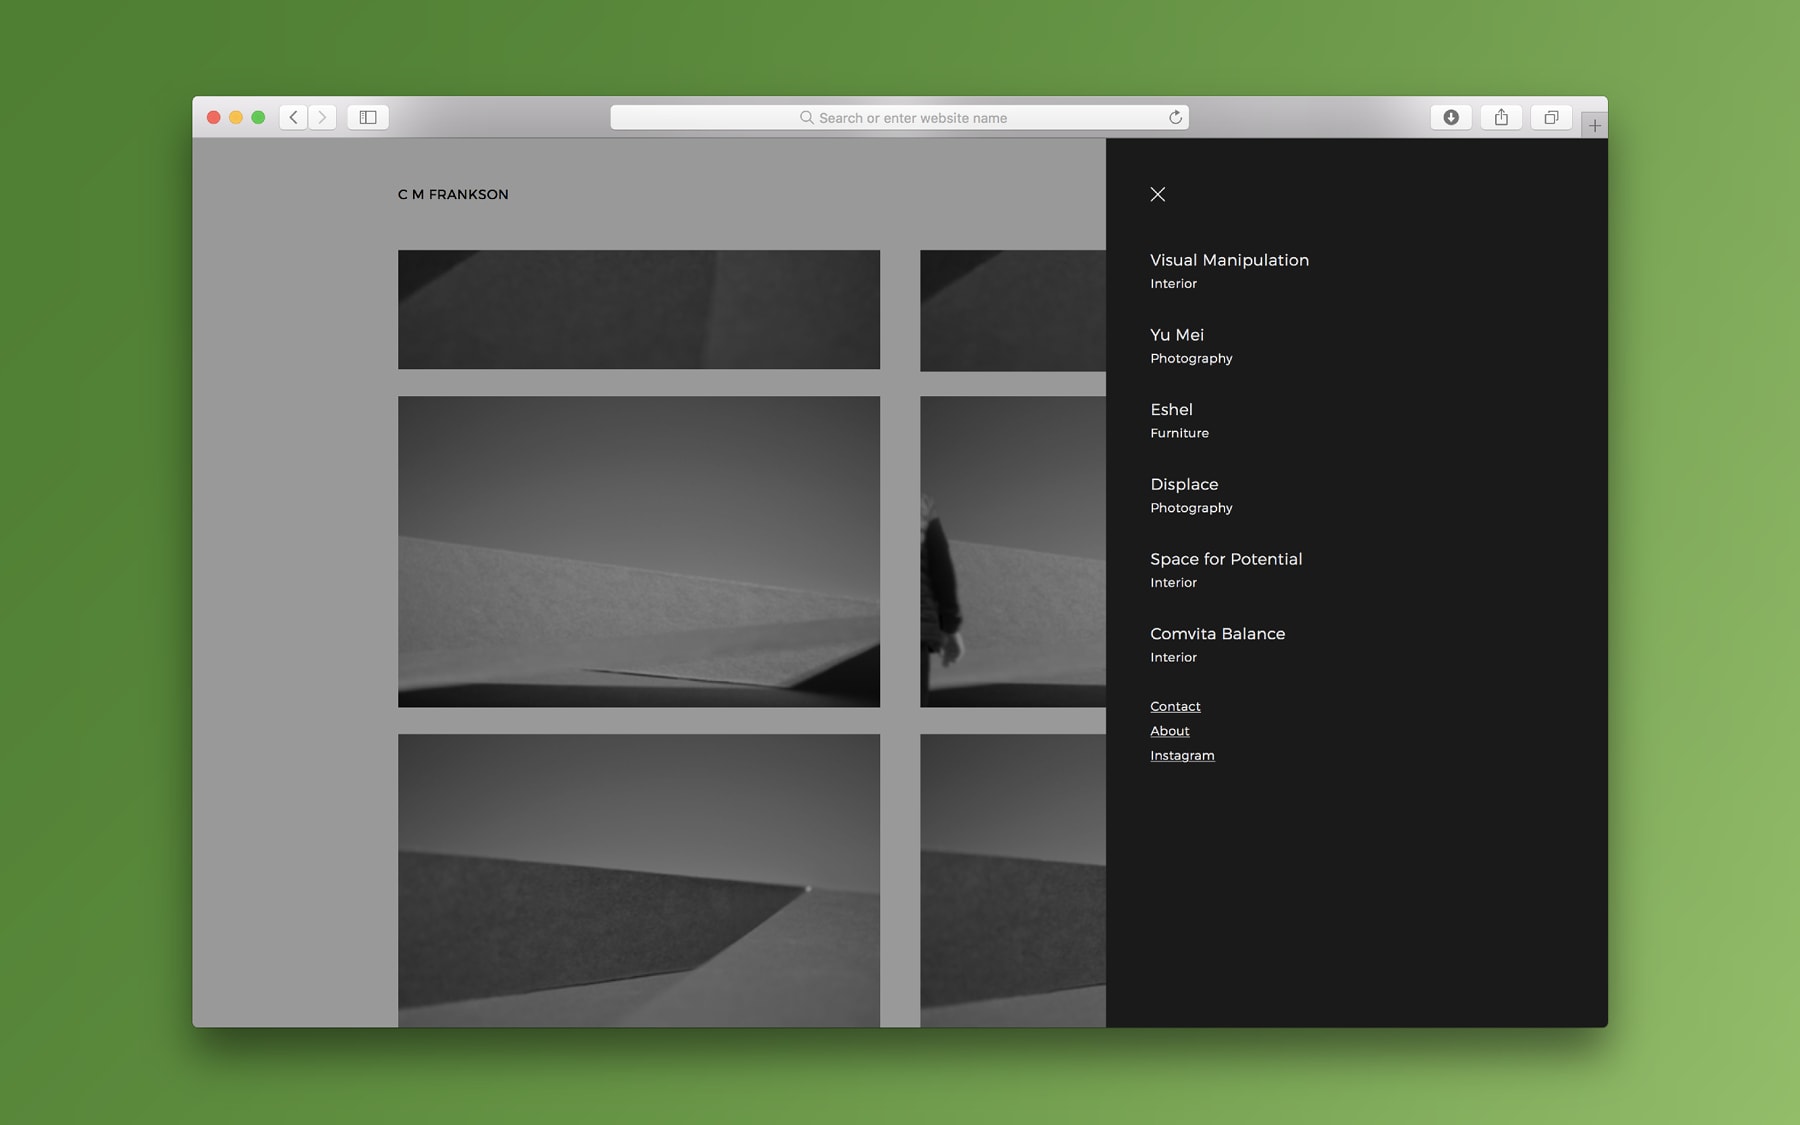 Search or enter website name
C M FRANKSON
Visual Manipulation
Interior
Yu Mei
Photography
Eshel
Furniture
Displace
Photography
Space for Potential
Interior
Comvita Balance
Interior
Contact
About
Instagram